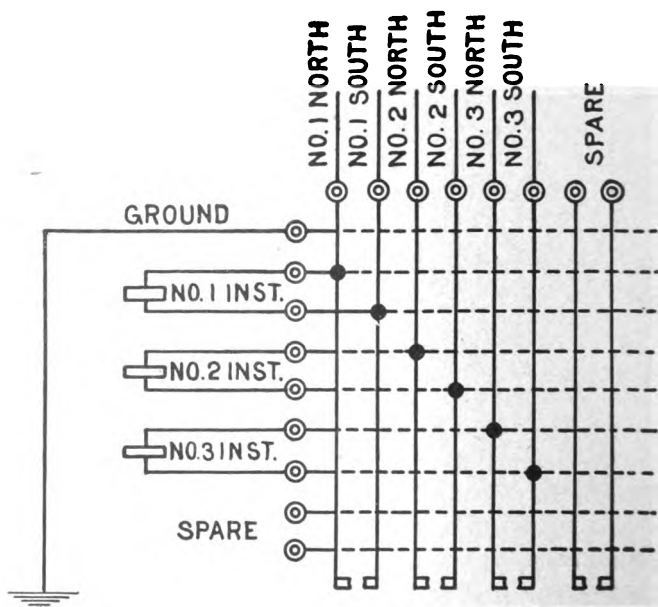 NO.1 NORTH
NO.1 SOUTH
NO.2 NORTH
NO.2 SOUTH
NO.3 NORTH
NO.3 SOUTH
SPARE
GROUND
NO.1 INST.
NO.2 INST.
NO.3 INST.
SPARE